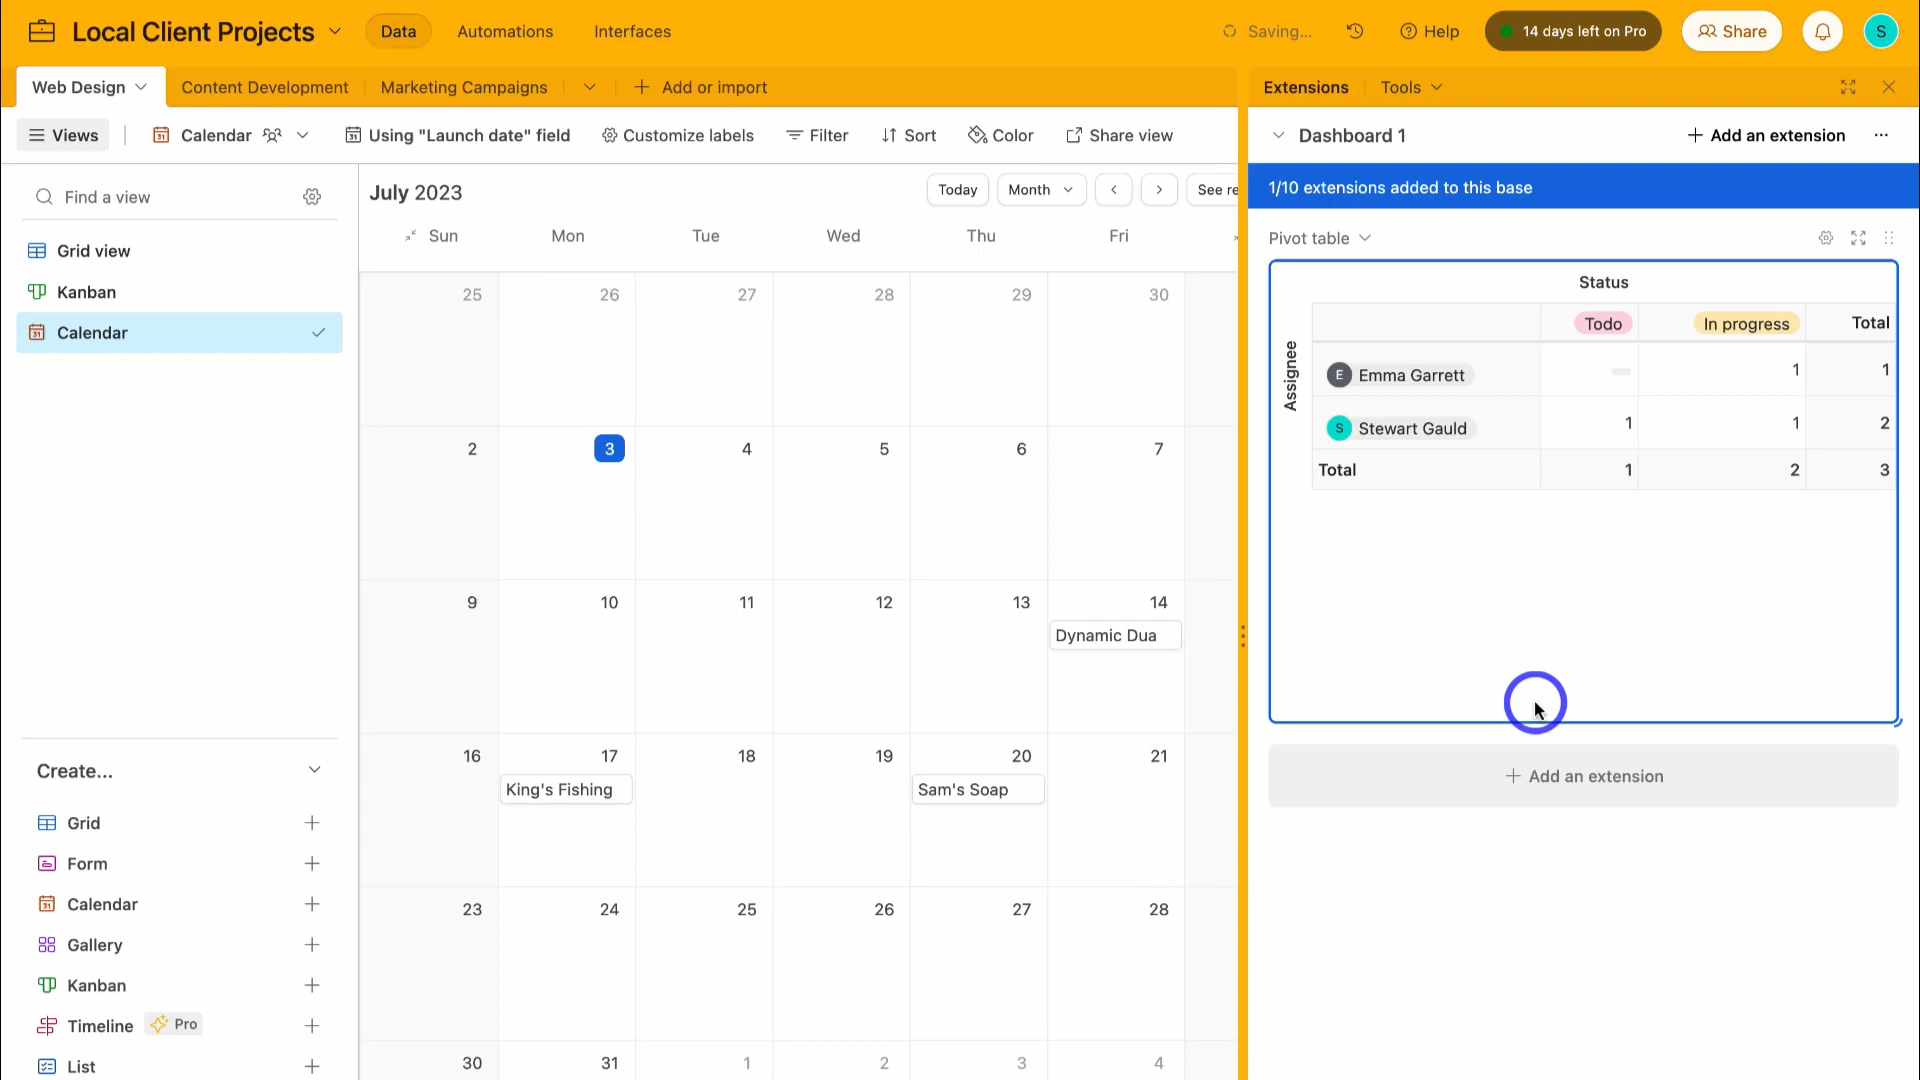 Local Client Projects
Data
Automations
Interfaces
Saving...
Help
14 days left on Pro
Share
S
Web Design
Content Development
Marketing Campaigns
Add or import
Extensions
Tools
Views
Calendar
Using "Launch date" field
Customize labels
Filter
Sort
Color
Share view
Dashboard 1
Add an extension
1/10 extensions added to this base
Find a view
Grid view
Kanban
Calendar
Create...
Grid
Form
Calendar
Gallery
Kanban
Timeline Pro
List
July 2023
Today
Month
See re
Sun Mon Tue Wed Thu Fri
25 26 27 28 29 30
2 3 4 5 6 7
9 10 11 12 13 14
Dynamic Dua
16 17 18 19 20 21
King's Fishing
Sam's Soap
23 24 25 26 27 28
30 31 1 2 3 4
Pivot table
Status
Assignee
Todo In progress Total
E Emma Garrett 1 1
S Stewart Gauld 1 1 2
Total 1 2 3
Add an extension